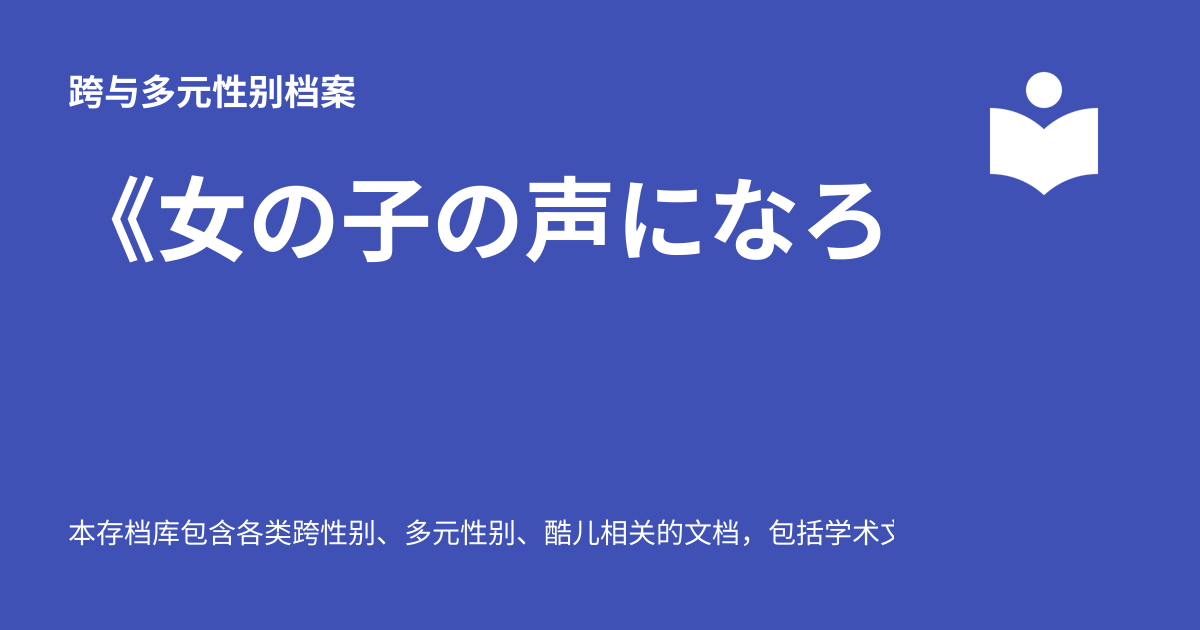 跨与多元性别档案
《女の子の声になろ
本存档库包含各类跨性别、多元性别、酷儿相关的文档，包括学术